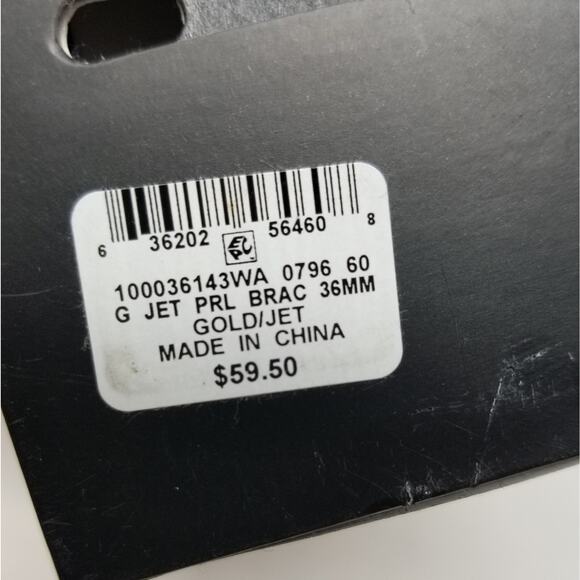 6 36202 56460 8
100036143WA 0796 60
G JET PRL BRAC 36MM
GOLD/JET
MADE IN CHINA
$59.50